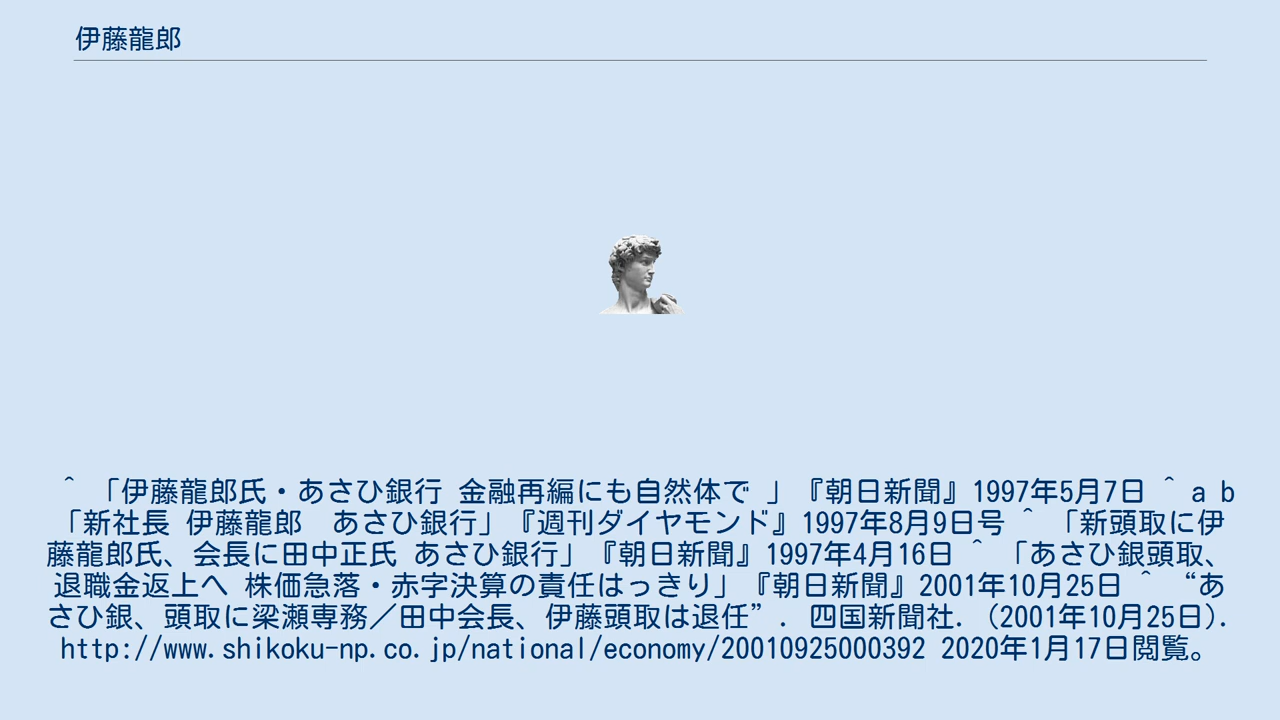 伊藤龍郎
^ 「伊藤龍郎氏・あさひ銀行 金融再編にも自然体で 」『朝日新聞』1997年5月7日 ^ a b
「新社長 伊藤龍郎　あさひ銀行」『週刊ダイヤモンド』1997年8月9日号 ^ 「新頭取に伊
藤龍郎氏、会長に田中正氏 あさひ銀行」『朝日新聞』1997年4月16日 ^ 「あさひ銀頭取、
退職金返上へ 株価急落・赤字決算の責任はっきり」『朝日新聞』2001年10月25日 ^ “あ
さひ銀、頭取に梁瀬専務／田中会長、伊藤頭取は退任”. 四国新聞社. (2001年10月25日).
http://www.shikoku-np.co.jp/national/economy/20010925000392 2020年1月17日閲覧。